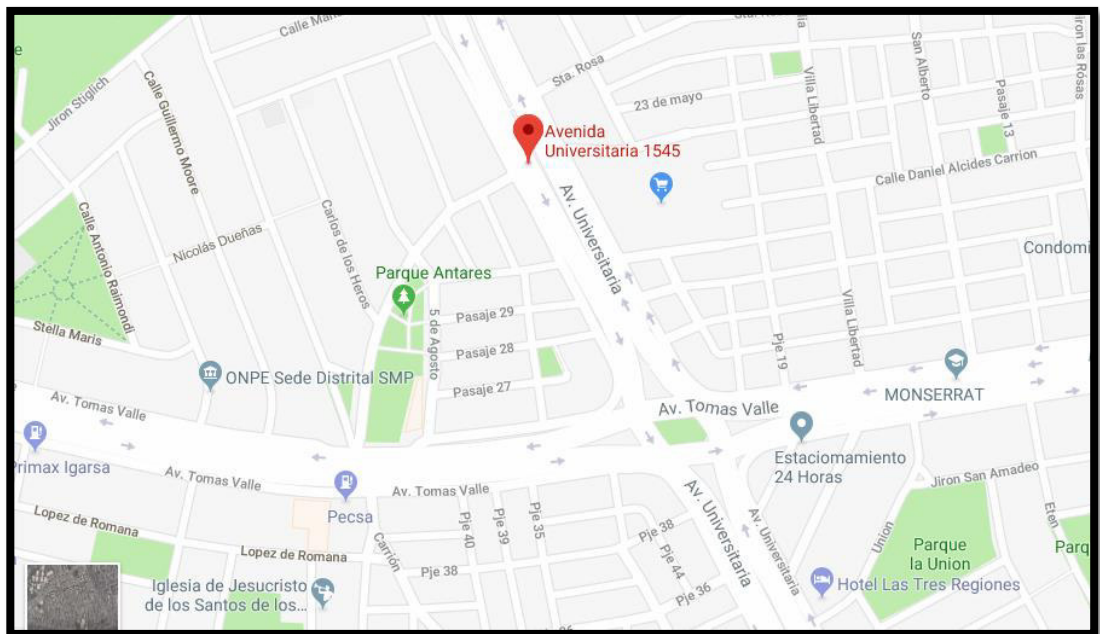 Calle Mari
Sta. Rosa
Jiron las Rósas
San Alberto
Villa Libertad
Pasaje 13
23 de mayo
Jiron Stiglich
Calle Guillermo Moore
Avenida
Universitaria 1545
Calle Daniel Alcides Carrion
Av. Universitaria
Calle Antonio Raimondi
Nicolás Dueñas
Carlos de los Heros
Condomi
Parque Antares
5 de Agosto
Pasaje 29
Villa Libertad
Stella Maris
Pasaje 28
Pje 19
ONPE Sede Distrital SMP
Pasaje 27
MONSERRAT
Av. Tomas Valle
Av. Tomas Valle
Primax Igarsa
Estaciomamiento
24 Horas
Av. Tomas Valle
Av. Tomas Valle
Jiron San Amadeo
Pecsa
Av. Universitaria
Av. Universitaria
Lopez de Romana
Pje 40
Pje 39
Pje 35
Pje 38
Union
Eten
Carrión
Lopez de Romana
Parque
la Union
Parq
Pje 44
Pje 38
Pje 36
Iglesia de Jesucristo
de los Santos de los...
Hotel Las Tres Regiones